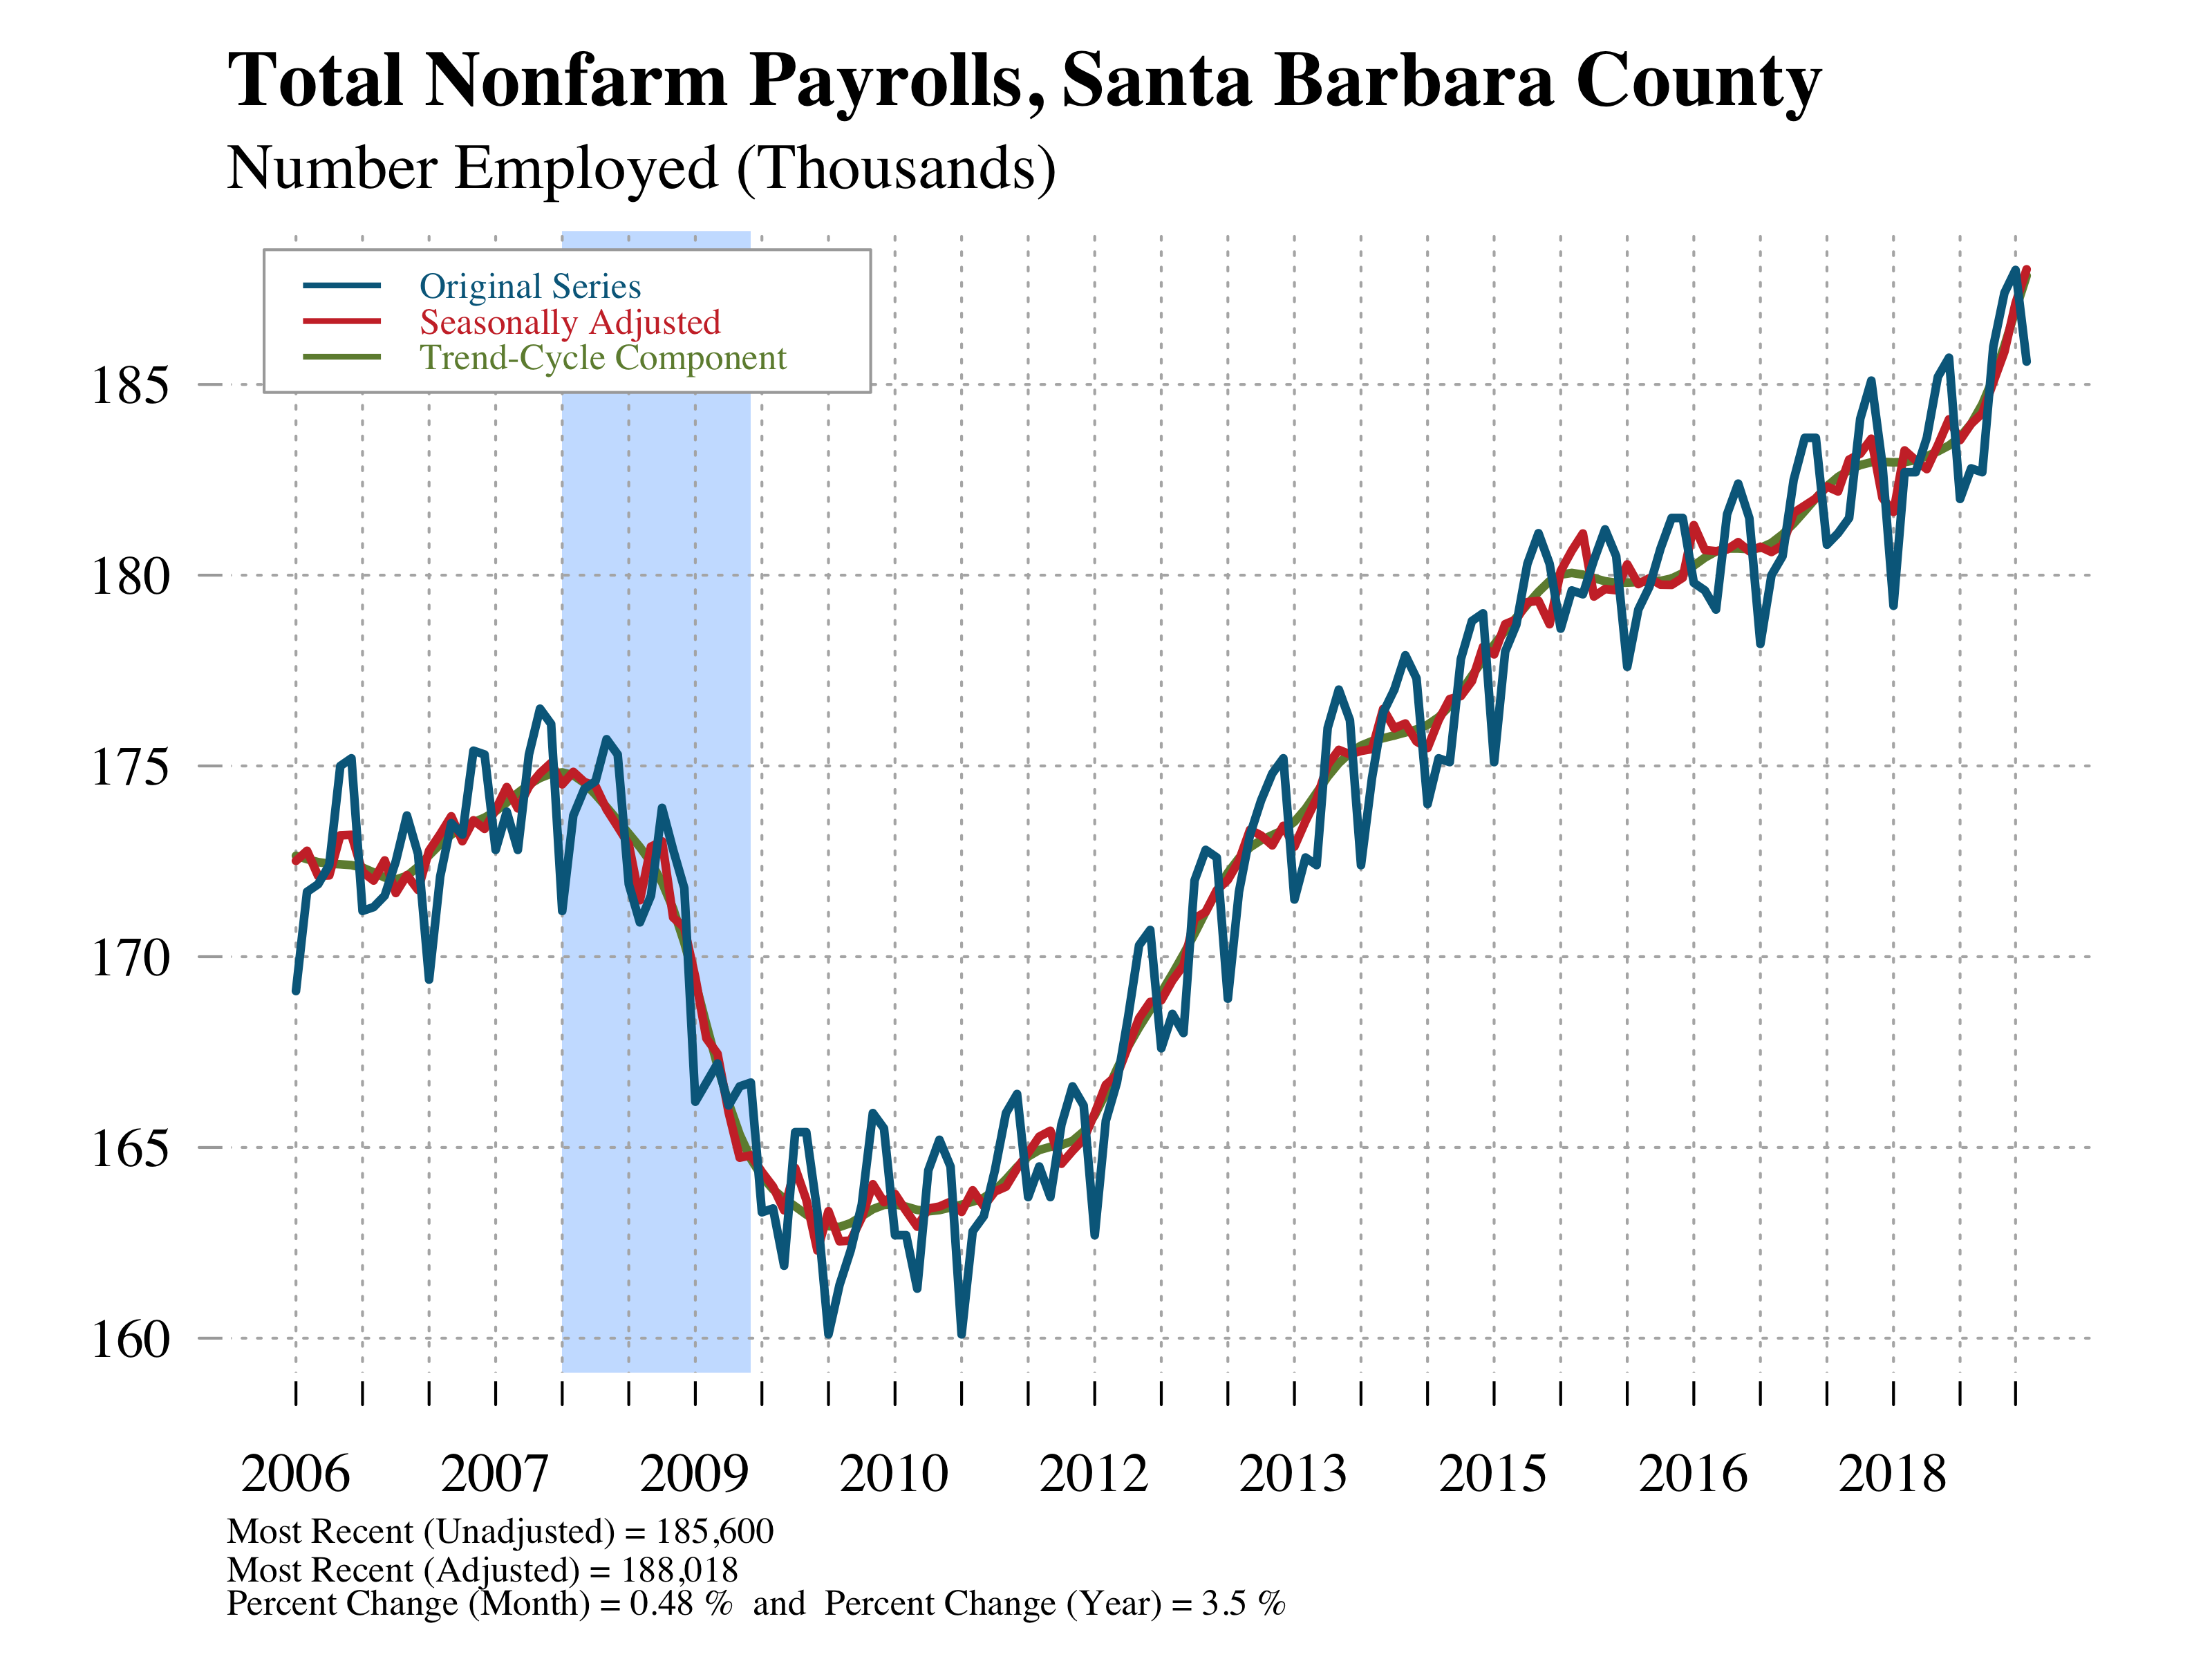 Total Nonfarm Payrolls, Santa Barbara County
Number Employed (Thousands)
Original Series
Seasonally Adjusted
Trend-Cycle Component
185
180
175
170
165
160
2006 2007 2009 2010 2012 2013 2015 2016 2018
Most Recent (Unadjusted) = 185,600
Most Recent (Adjusted) = 188,018
Percent Change (Month) = 0.48 % and Percent Change (Year) = 3.5 %